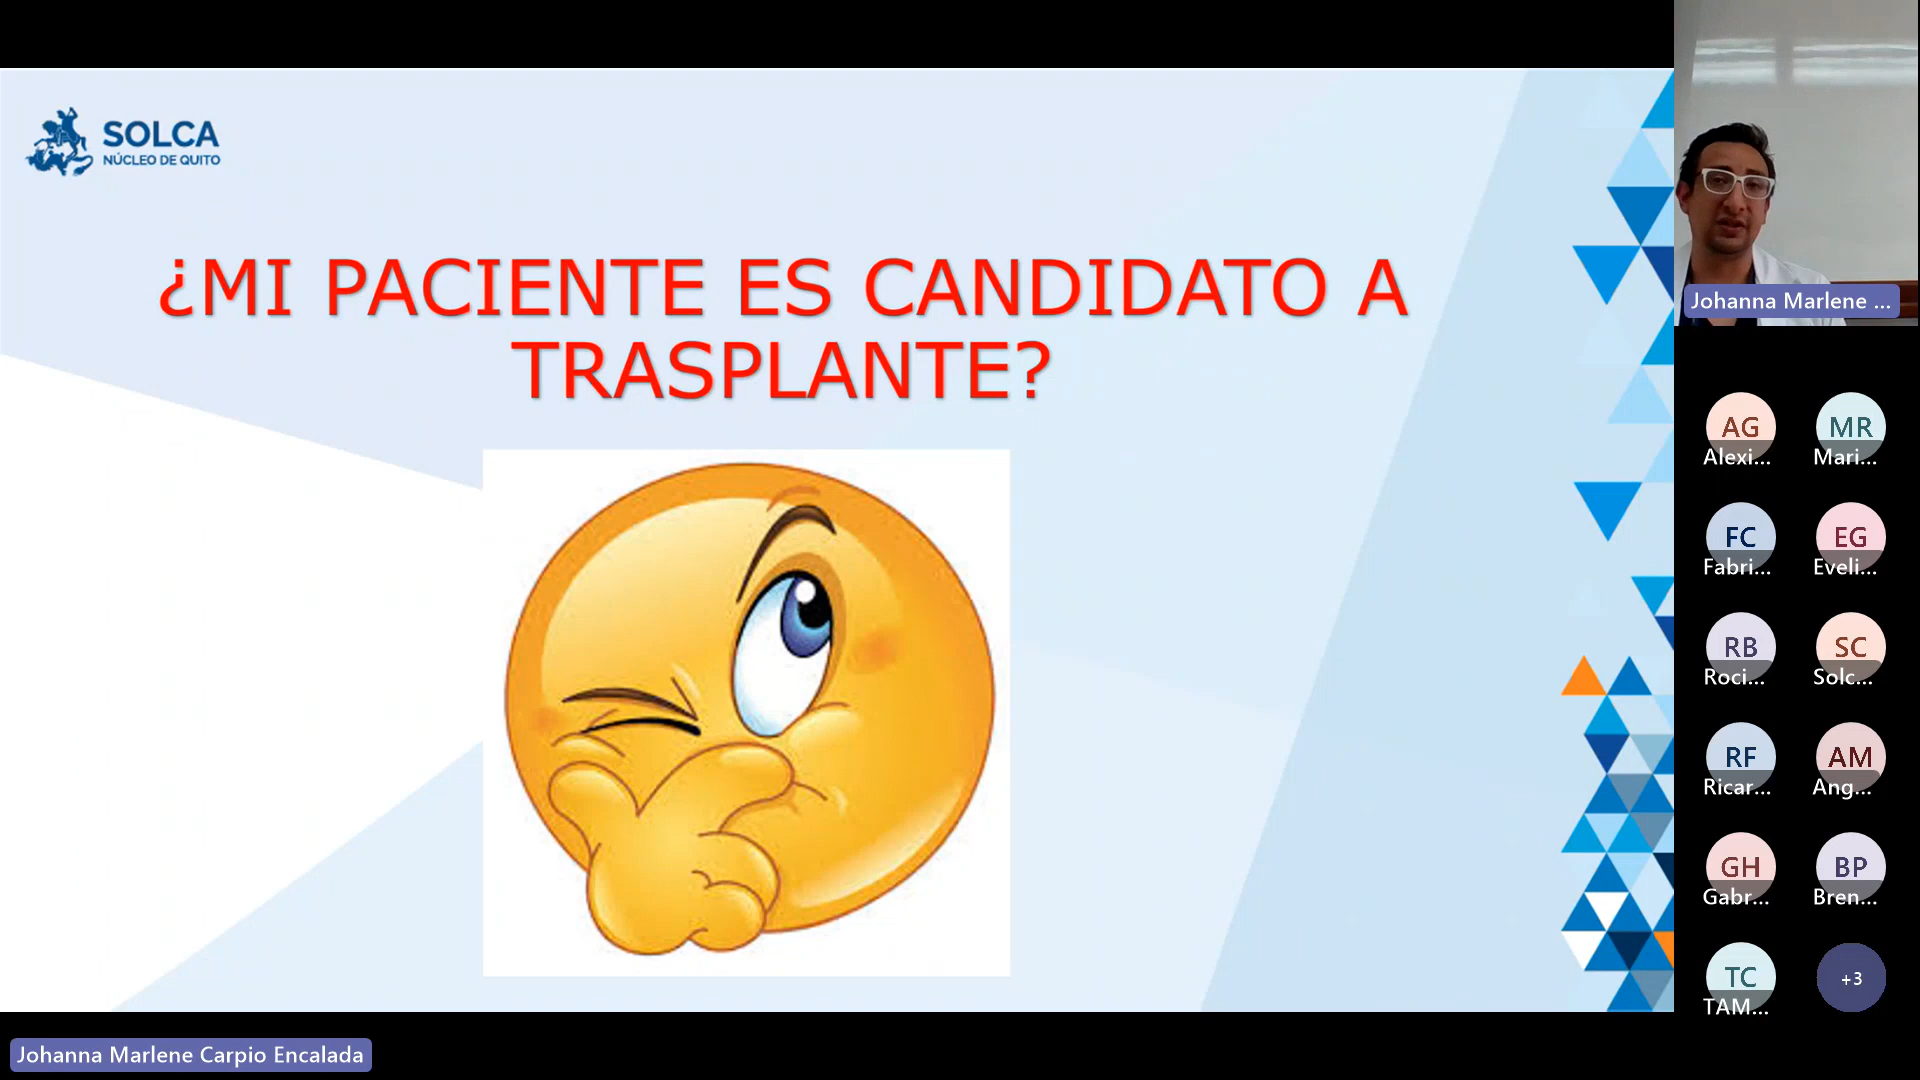 SOLCA
NÚCLEO DE QUITO
¿MI PACIENTE ES CANDIDATO A
TRASPLANTE?
Johanna Marlene ...
AG
Alexi...
MR
Mari...
FC
Fabri...
EG
Eveli...
RB
Roci...
SC
Solc...
RF
Ricar...
AM
Ang...
GH
Gabr...
BP
Bren...
TC
TAM...
+3
Johanna Marlene Carpio Encalada